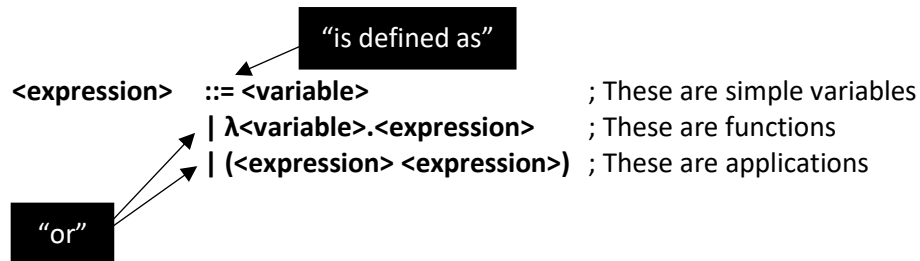 “is defined as”
<expression> ::= <variable> ; These are simple variables
| λ<variable>.<expression> ; These are functions
| (<expression> <expression>) ; These are applications
“or”